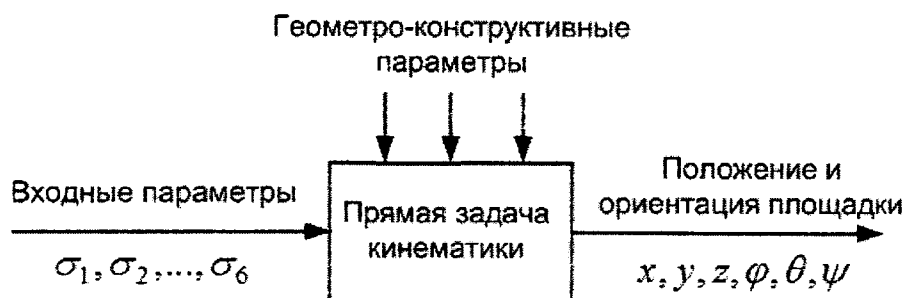 Геометро-конструктивные
параметры
Входные параметры
σ₁, σ₂,..., σ₆
Прямая задача
кинематики
Положение и
ориентация площадки
x, y, z, φ, θ, ψ